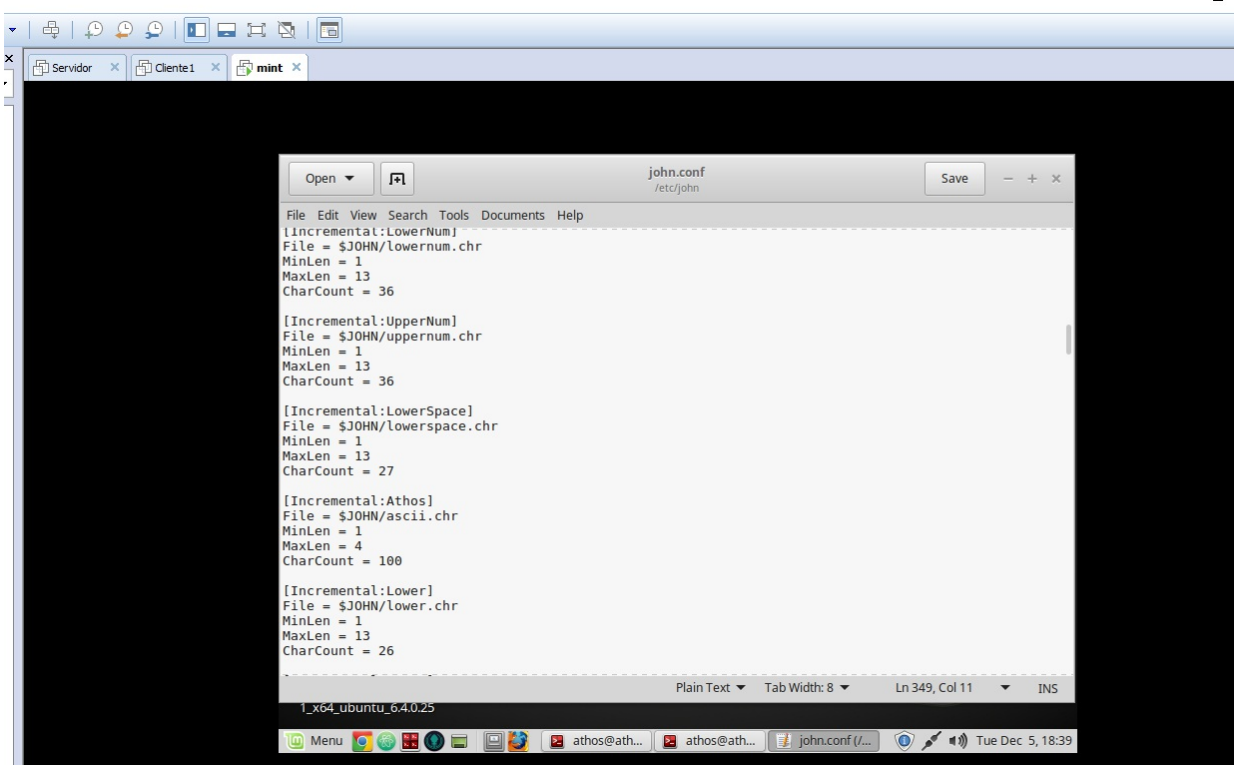 Servidor
Cliente1
mint
Open
john.conf
/etc/john
Save
File Edit View Search Tools Documents Help
[Incremental:LowerNum]
File = $JOHN/lowernum.chr
MinLen = 1
MaxLen = 13
CharCount = 36
[Incremental:UpperNum]
File = $JOHN/uppernum.chr
MinLen = 1
MaxLen = 13
CharCount = 36
[Incremental:LowerSpace]
File = $JOHN/lowerspace.chr
MinLen = 1
MaxLen = 13
CharCount = 27
[Incremental:Athos]
File = $JOHN/ascii.chr
MinLen = 1
MaxLen = 4
CharCount = 100
[Incremental:Lower]
File = $JOHN/lower.chr
MinLen = 1
MaxLen = 13
CharCount = 26
Plain Text Tab Width: 8 Ln 349, Col 11 INS
1_x64_ubuntu_6.4.0.25
Menu athos@ath... athos@ath... john.conf (/... Tue Dec 5, 18:39